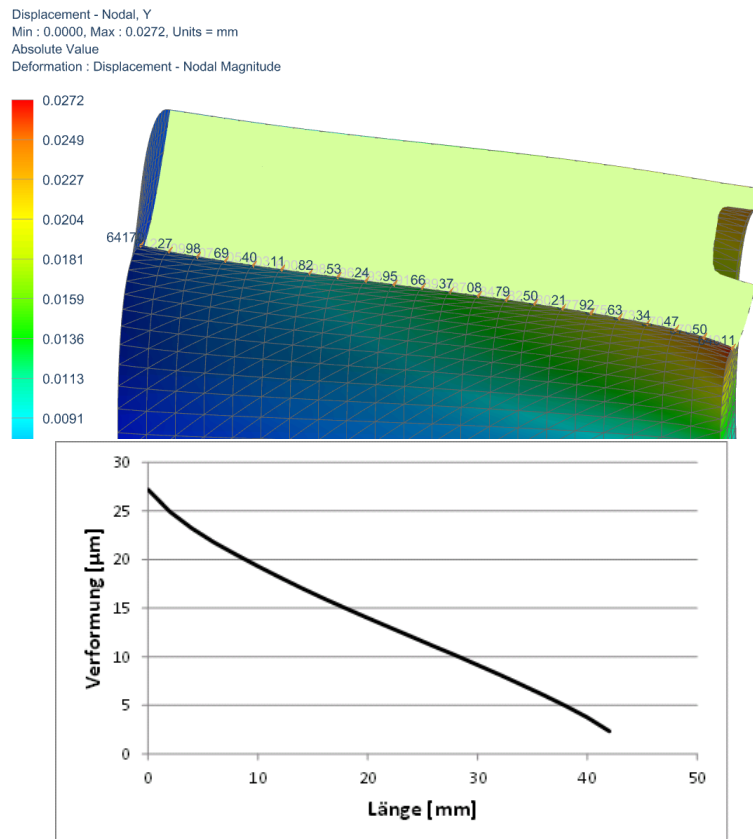 Displacement - Nodal, Y
Min : 0.0000, Max : 0.0272, Units = mm
Absolute Value
Deformation : Displacement - Nodal Magnitude
0.0272
0.0249
0.0227
0.0204
0.0181
0.0159
0.0136
0.0113
0.0091
6417 27 98 69 40 11 82 53 24 95 66 37 08 79 50 21 92 63 34 47 50 11
30
25
20
15
10
5
0
Verformung [µm]
0 10 20 30 40 50
Länge [mm]